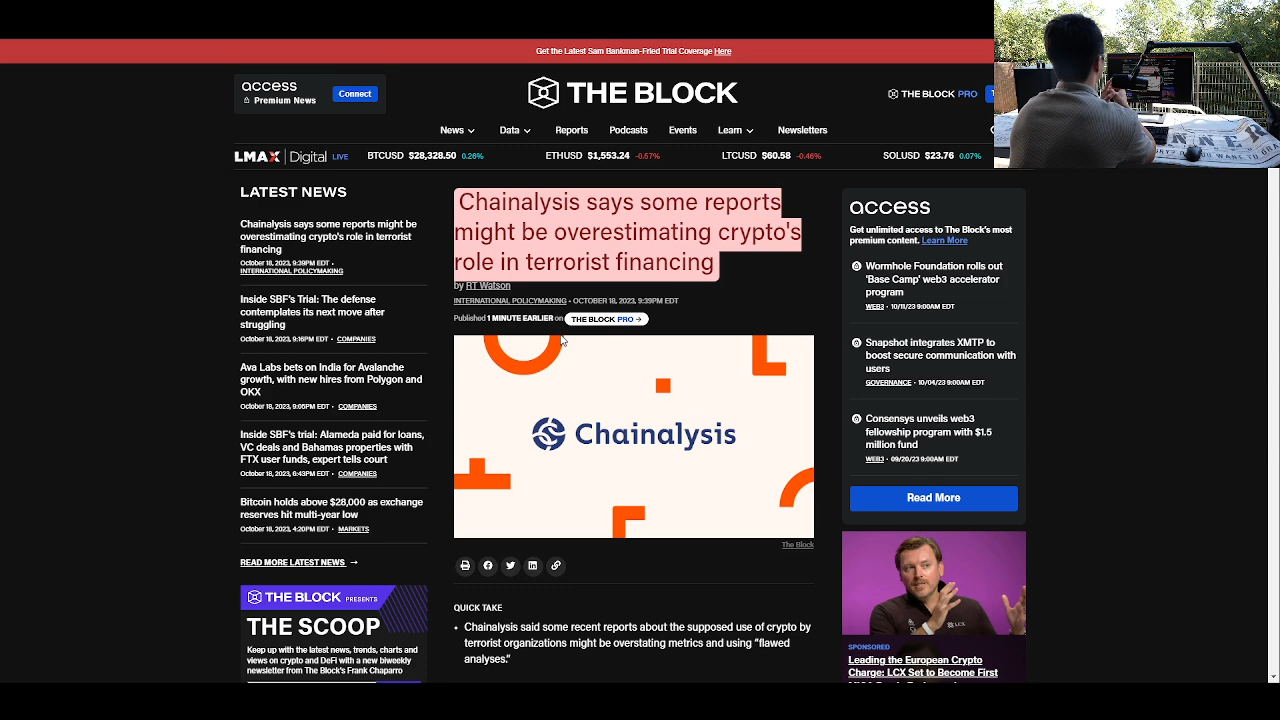 Get the Latest Sam Bankman-Fried Trial Coverage Here
access
Premium News
Connect
THE BLOCK
THE BLOCK PRO
News
Data
Reports
Podcasts
Events
Learn
Newsletters
LMAX Digital LIVE
BTCUSD $28,328.50 0.26%
ETHUSD $1,553.24 -0.57%
LTCUSD $60.58 -0.46%
SOLUSD $23.76 0.07%
LATEST NEWS
Chainalysis says some reports might be
overestimating crypto's role in terrorist
financing
October 18, 2023, 9:39PM EDT
INTERNATIONAL POLICYMAKING
Inside SBF's Trial: The defense
contemplates its next move after
struggling
October 18, 2023, 9:16PM EDT COMPANIES
Ava Labs bets on India for Avalanche
growth, with new hires from Polygon and
OKX
October 18, 2023, 9:05PM EDT COMPANIES
Inside SBF's trial: Alameda paid for loans,
VC deals and Bahamas properties with
FTX user funds, expert tells court
October 18, 2023, 6:43PM EDT COMPANIES
Bitcoin holds above $28,000 as exchange
reserves hit multi-year low
October 18, 2023, 4:20PM EDT MARKETS
READ MORE LATEST NEWS →
THE BLOCK PRESENTS
THE SCOOP
Keep up with the latest news, trends, charts and
views on crypto and DeFi with a new biweekly
newsletter from The Block's Frank Chaparro
Chainalysis says some reports
might be overestimating crypto's
role in terrorist financing
by RT Watson
INTERNATIONAL POLICYMAKING • OCTOBER 18, 2023, 9:39PM EDT
Published 1 MINUTE EARLIER on THE BLOCK PRO →
Chainalysis
The Block
QUICK TAKE
• Chainalysis said some recent reports about the supposed use of crypto by
terrorist organizations might be overstating metrics and using “flawed
analyses.”
access
Get unlimited access to The Block's most
premium content. Learn More
Wormhole Foundation rolls out
'Base Camp' web3 accelerator
program
WEB3 • 10/11/23 9:00AM EDT
Snapshot integrates XMTP to
boost secure communication with
users
GOVERNANCE • 10/04/23 9:00AM EDT
Consensys unveils web3
fellowship program with $1.5
million fund
WEB3 • 09/20/23 9:00AM EDT
Read More
LCX
SPONSORED
Leading the European Crypto
Charge: LCX Set to Become First